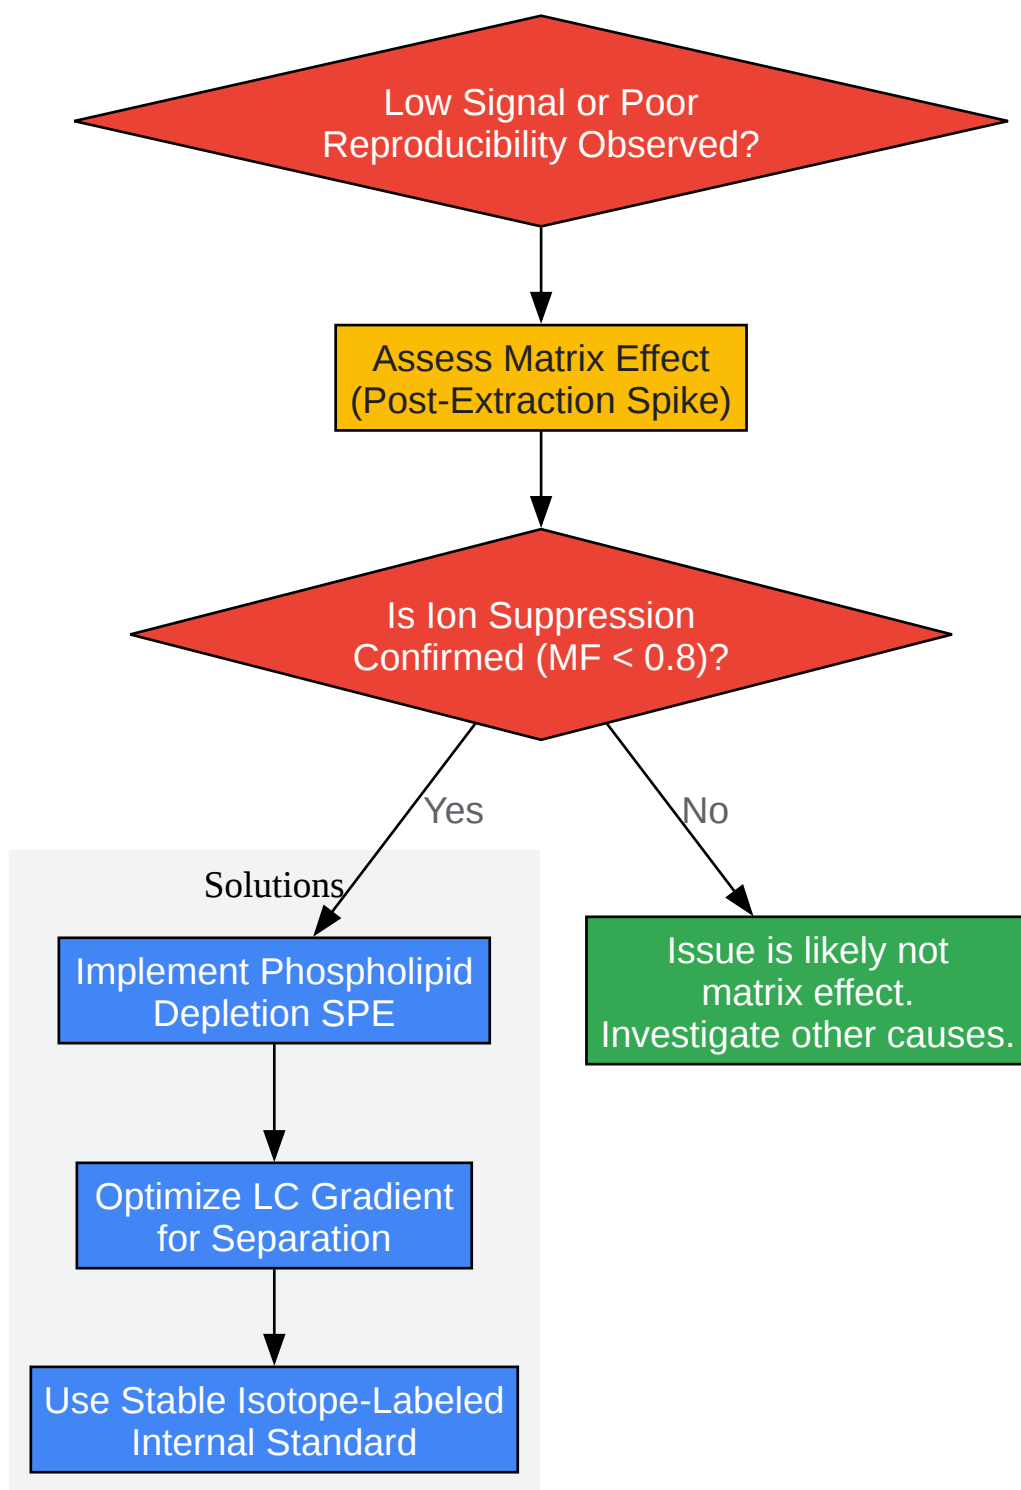 Low Signal or Poor
Reproducibility Observed?
Assess Matrix Effect
(Post-Extraction Spike)
Is Ion Suppression
Confirmed (MF < 0.8)?
Yes
No
Solutions
Implement Phospholipid
Depletion SPE
Issue is likely not
matrix effect.
Investigate other causes.
Optimize LC Gradient
for Separation
Use Stable Isotope-Labeled
Internal Standard